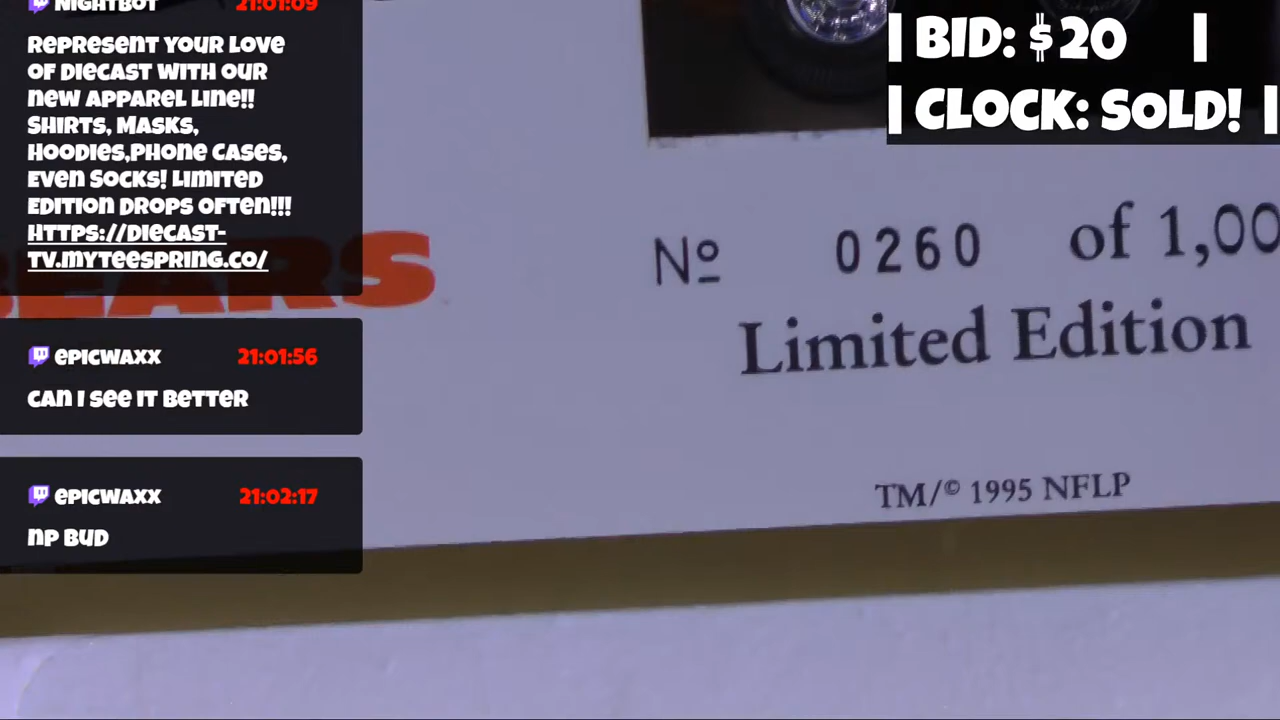 NIGHTBOT 21:01:09
REPRESENT YOUR LOVE
OF DIECAST WITH OUR
NEW APPAREL LINE!!
SHIRTS, MASKS,
HOODIES,PHONE CASES,
EVEN SOCKS! LIMITED
EDITION DROPS OFTEN!!!
HTTPS://DIECAST-
TV.MYTEESPRING.CO/
EPICWAXX 21:01:56
CAN I SEE IT BETTER
EPICWAXX 21:02:17
NP BUD
| BID: $20 |
| CLOCK: SOLD! |
BEARS
Nº 0260 of 1,00
Limited Edition
TM/© 1995 NFLP